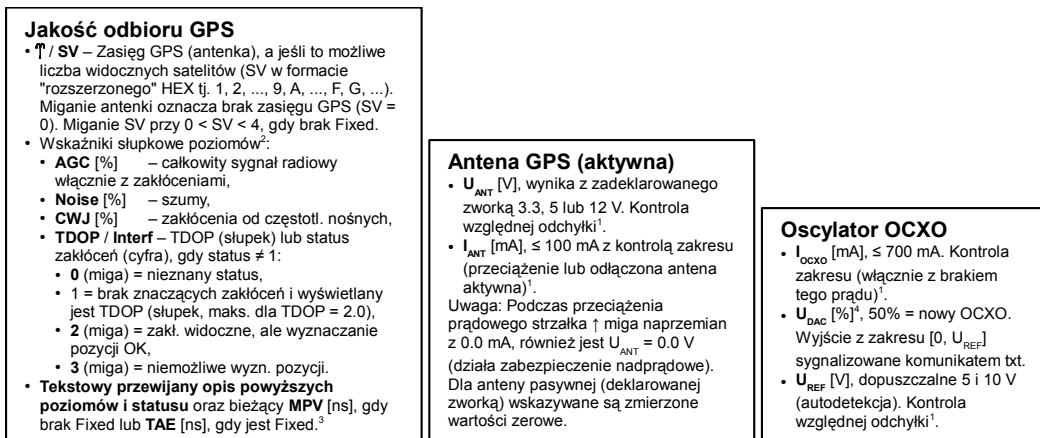 Jakość odbioru GPS
• / SV – Zasięg GPS (antenka), a jeśli to możliwe
liczba widocznych satelitów (SV w formacie
"rozszerzonego" HEX tj. 1, 2, ..., 9, A, ..., F, G, ...).
Miganie antenki oznacza brak zasięgu GPS (SV =
0). Miganie SV przy 0 < SV < 4, gdy brak Fixed.
• Wskaźniki słupkowe poziomów²:
• AGC [%] – całkowity sygnał radiowy
włącznie z zakłóceniami,
• Noise [%] – szumy,
• CWJ [%] – zakłócenia od częstotl. nośnych,
• TDOP / Interf – TDOP (słupek) lub status
zakłóceń (cyfra), gdy status ≠ 1:
• 0 (miga) = nieznany status,
• 1 = brak znaczących zakłóceń i wyświetlany
jest TDOP (słupek, maks. dla TDOP = 2.0),
• 2 (miga) = zakł. widoczne, ale wyznaczanie
pozycji OK,
• 3 (miga) = niemożliwe wyzn. pozycji.
• Tekstowy przewijany opis powyższych
poziomów i statusu oraz bieżący MPV [ns], gdy
brak Fixed lub TAE [ns], gdy jest Fixed.³
Antena GPS (aktywna)
• U_ANT [V], wynika z zadeklarowanego
zworką 3.3, 5 lub 12 V. Kontrola
względnej odchyłki¹.
• I_ANT [mA], ≤ 100 mA z kontrolą zakresu
(przeciążenie lub odłączona antena
aktywna)¹.
Uwaga: Podczas przeciążenia
prądowego strzałka ↑ miga naprzemian
z 0.0 mA, również jest U_ANT = 0.0 V
(działa zabezpieczenie nadprądowe).
Dla anteny pasywnej (deklarowanej
zworką) wskazywane są zmierzone
wartości zerowe.
Oscylator OCXO
• I_OCXO [mA], ≤ 700 mA. Kontrola
zakresu (włącznie z brakiem
tego prądu)¹.
• U_DAC [%]⁴, 50% = nowy OCXO.
Wyjście z zakresu [0, U_REF]
sygnalizowane komunikatem txt.
• U_REF [V], dopuszczalne 5 i 10 V
(autodetekcja). Kontrola
względnej odchyłki¹.